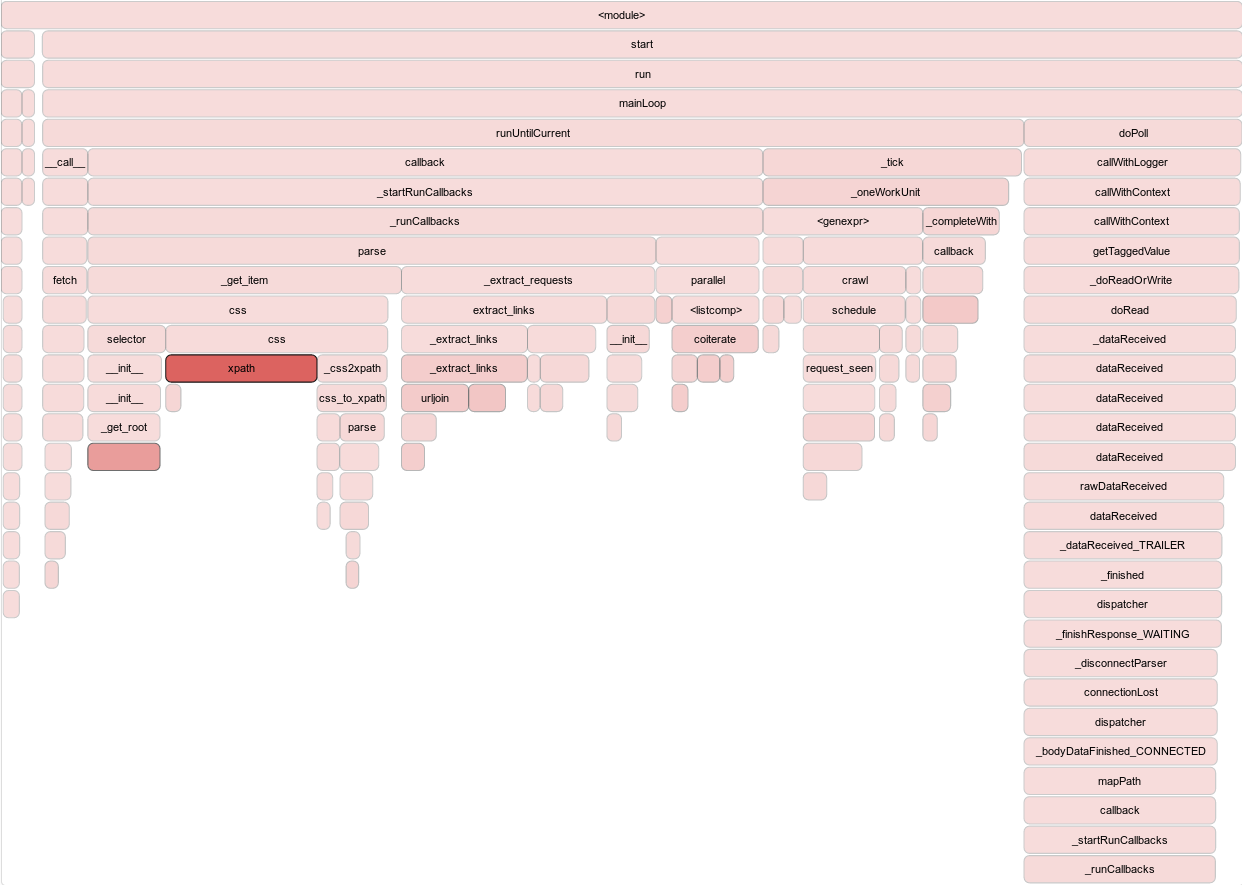 <module>
start
run
mainLoop
runUntilCurrent doPoll
__call__ callback _tick callWithLogger
_startRunCallbacks _oneWorkUnit callWithContext
_runCallbacks <genexpr> _completeWith callWithContext
parse callback getTaggedValue
fetch _get_item _extract_requests parallel crawl _doReadOrWrite
css extract_links <listcomp> schedule doRead
selector css _extract_links __init__ coiterate _dataReceived
__init__ xpath _css2xpath _extract_links request_seen dataReceived
__init__ css_to_xpath urljoin dataReceived
_get_root parse dataReceived
dataReceived
rawDataReceived
dataReceived
_dataReceived_TRAILER
_finished
dispatcher
_finishResponse_WAITING
_disconnectParser
connectionLost
dispatcher
_bodyDataFinished_CONNECTED
mapPath
callback
_startRunCallbacks
_runCallbacks